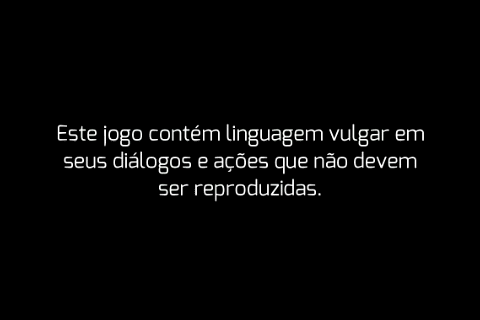 Este jogo contém linguagem vulgar em
seus diálogos e ações que não devem
ser reproduzidas.